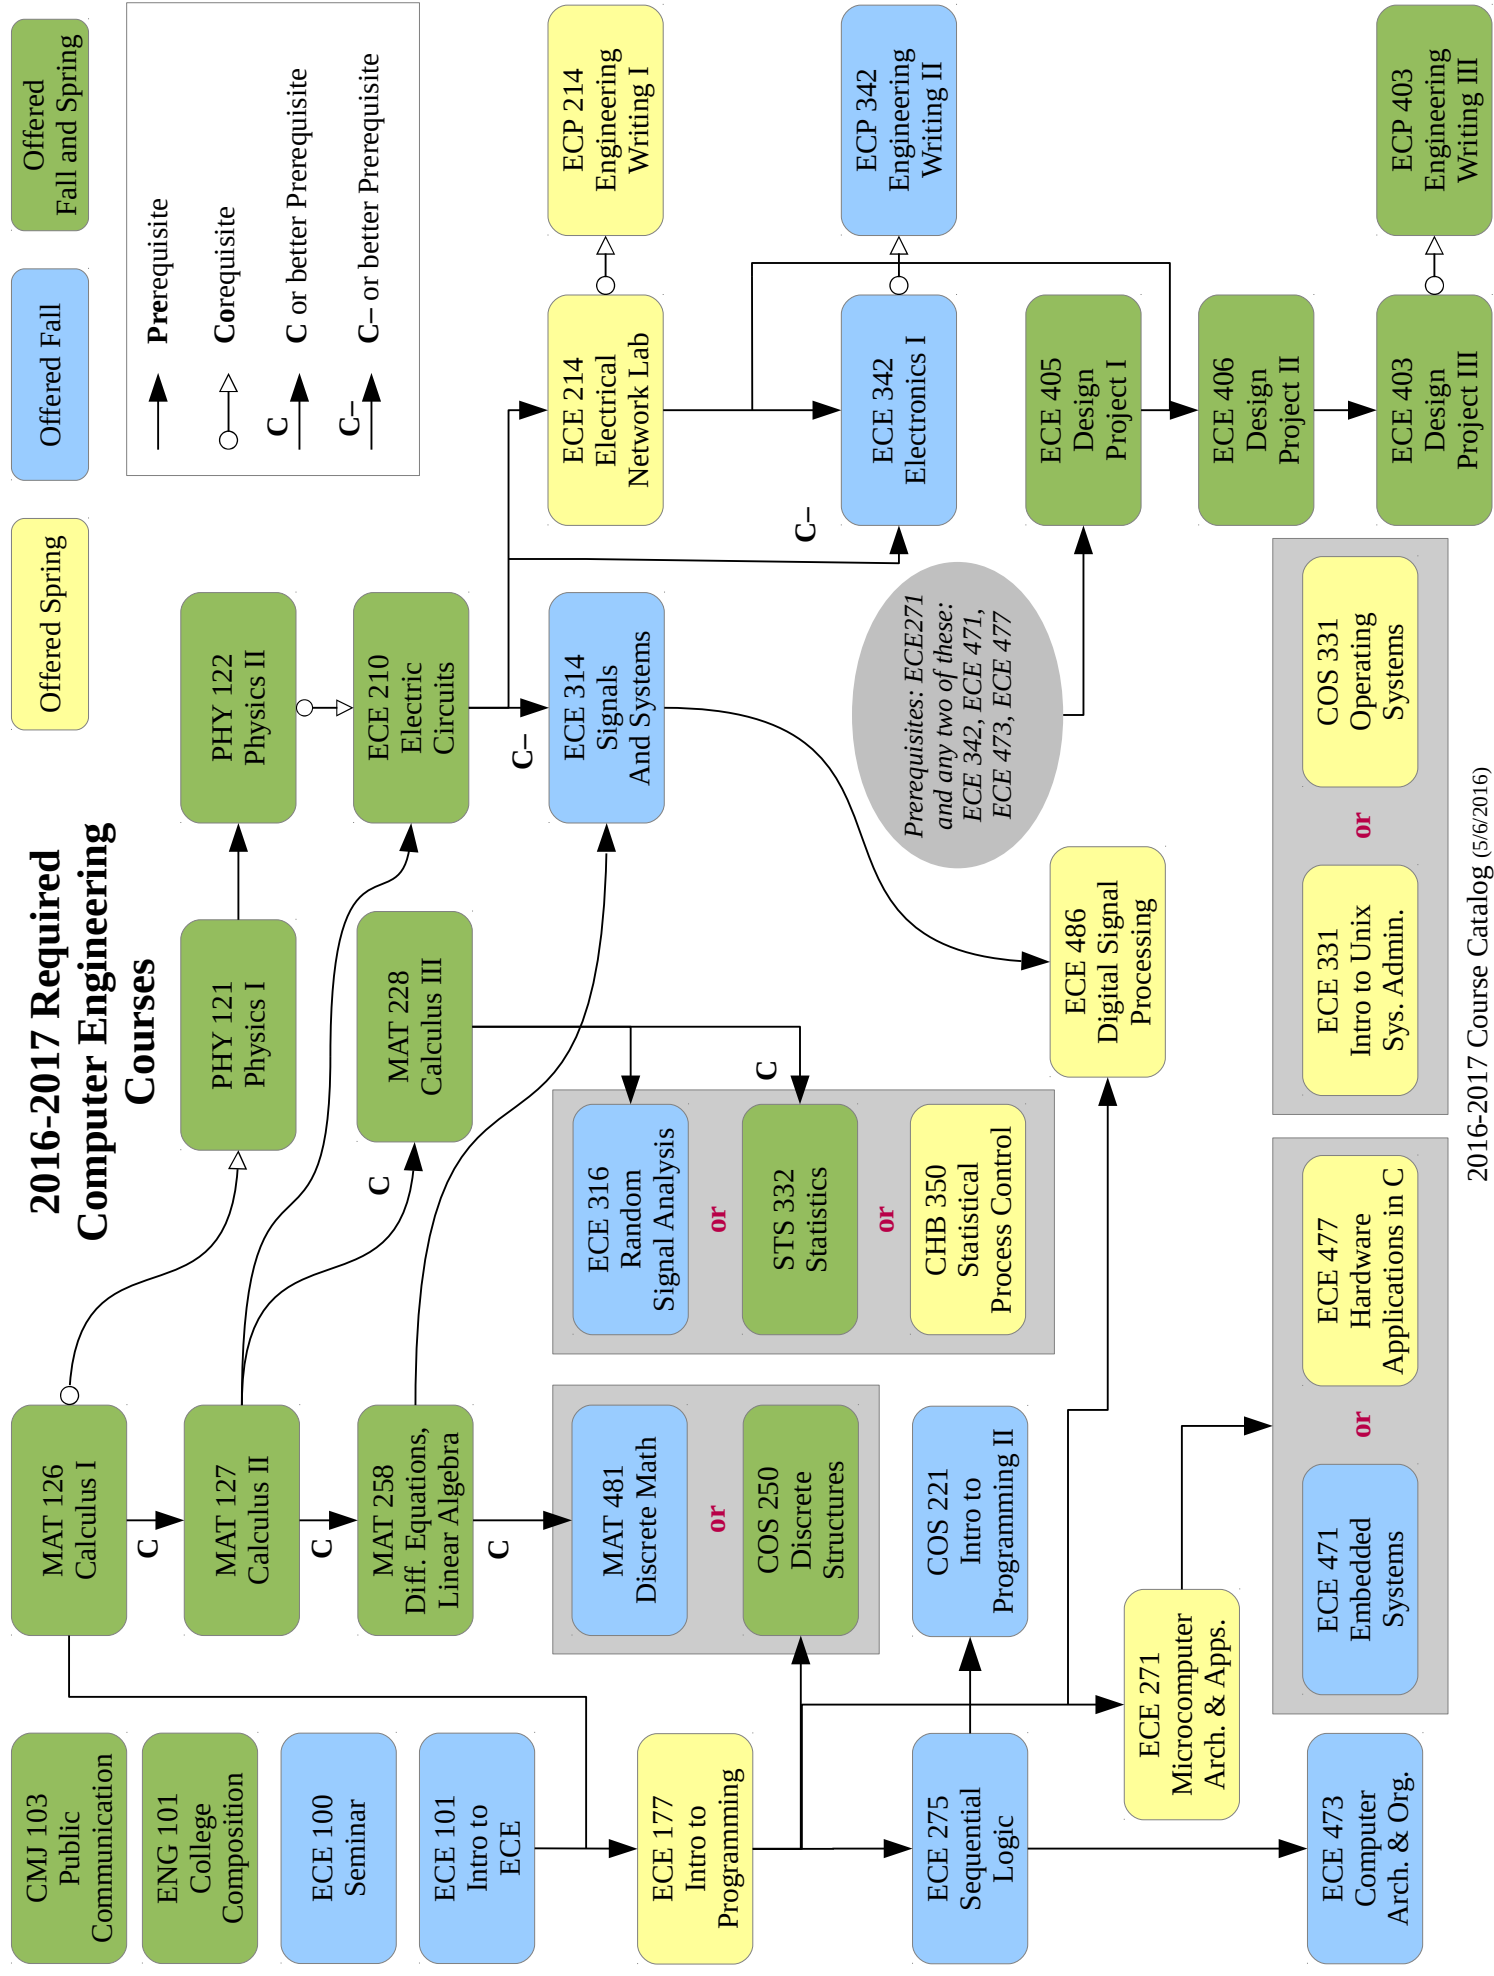 2016-2017 Required
Computer Engineering
Courses
Offered Spring
Offered Fall
Offered
Fall and Spring
Prerequisite
Corequisite
C
C or better Prerequisite
C–
C– or better Prerequisite
CMJ 103
Public
Communication
ENG 101
College
Composition
ECE 100
Seminar
ECE 101
Intro to
ECE
ECE 177
Intro to
Programming
ECE 275
Sequential
Logic
ECE 473
Computer
Arch. & Org.
MAT 126
Calculus I
C
MAT 127
Calculus II
C
MAT 258
Diff. Equations,
Linear Algebra
C
MAT 481
Discrete Math
or
COS 250
Discrete
Structures
COS 221
Intro to
Programming II
ECE 271
Microcomputer
Arch. & Apps.
ECE 471
Embedded
Systems
or
ECE 477
Hardware
Applications in C
PHY 121
Physics I
C
MAT 228
Calculus III
ECE 316
Random
Signal Analysis
or
C
STS 332
Statistics
or
CHB 350
Statistical
Process Control
ECE 486
Digital Signal
Processing
ECE 331
Intro to Unix
Sys. Admin.
or
COS 331
Operating
Systems
PHY 122
Physics II
ECE 210
Electric
Circuits
C–
ECE 314
Signals
And Systems
Prerequisites: ECE271
and any two of these:
ECE 342, ECE 471,
ECE 473, ECE 477
ECE 214
Electrical
Network Lab
C–
ECE 342
Electronics I
ECE 405
Design
Project I
ECE 406
Design
Project II
ECE 403
Design
Project III
ECP 214
Engineering
Writing I
ECP 342
Engineering
Writing II
ECP 403
Engineering
Writing III
2016-2017 Course Catalog (5/6/2016)